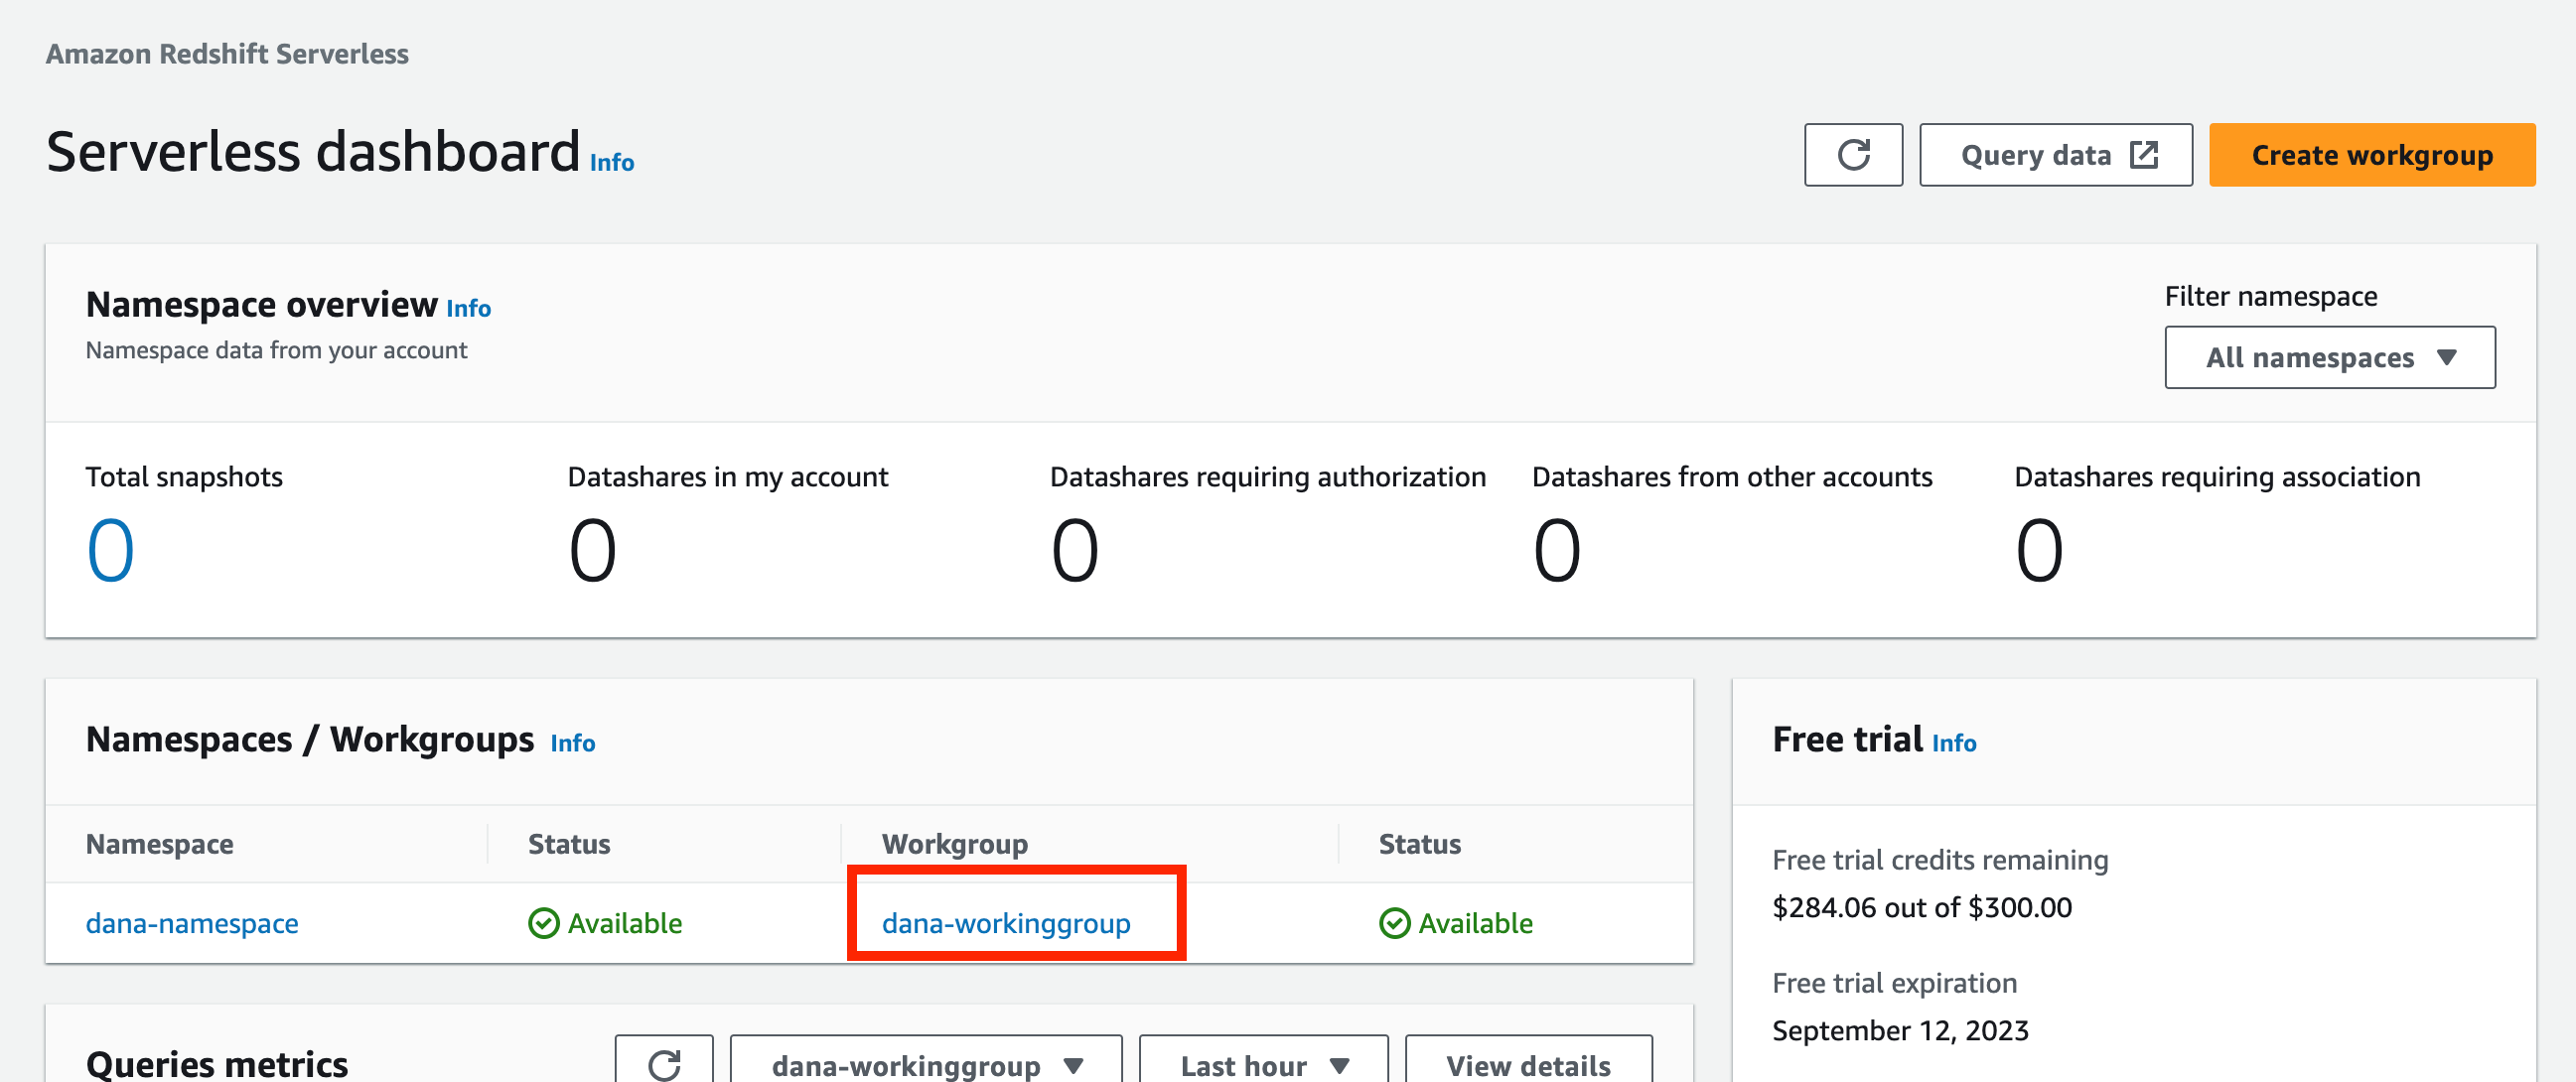 Amazon Redshift Serverless
Serverless dashboard Info
Query data
Create workgroup
Namespace overview Info
Namespace data from your account
Filter namespace
All namespaces
Total snapshots
0
Datashares in my account
0
Datashares requiring authorization
0
Datashares from other accounts
0
Datashares requiring association
0
Namespaces / Workgroups Info
Namespace Status Workgroup Status
dana-namespace Available dana-workinggroup Available
Free trial Info
Free trial credits remaining
$284.06 out of $300.00
Free trial expiration
September 12, 2023
Queries metrics
dana-workinggroup
Last hour
View details